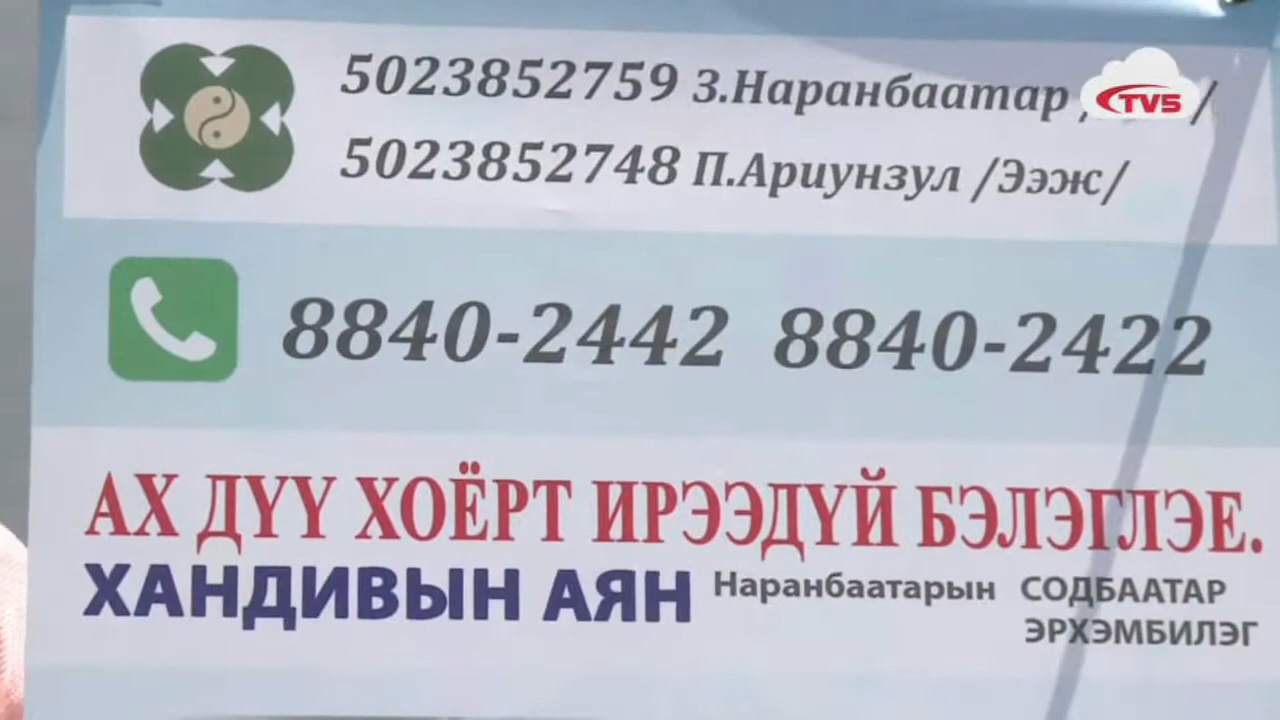 5023852759 З.Наранбаатар
TV5
5023852748 П.Ариунзул /Ээж/
8840-2442 8840-2422
АХ ДҮҮ ХОЁРТ ИРЭЭДҮЙ БЭЛЭГЛЭЕ.
ХАНДИВЫН АЯН Наранбаатарын СОДБААТАР
ЭРХЭМБИЛЭГ